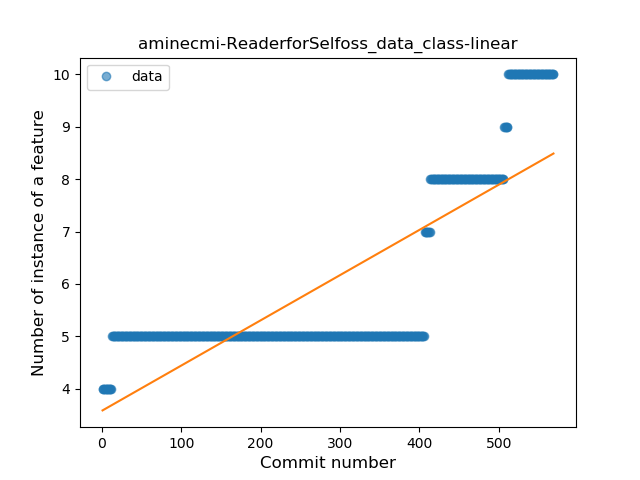 aminecmi-ReaderforSelfoss_data_class-linear
data
Number of instance of a feature
10
9
8
7
6
5
4
0 100 200 300 400 500
Commit number